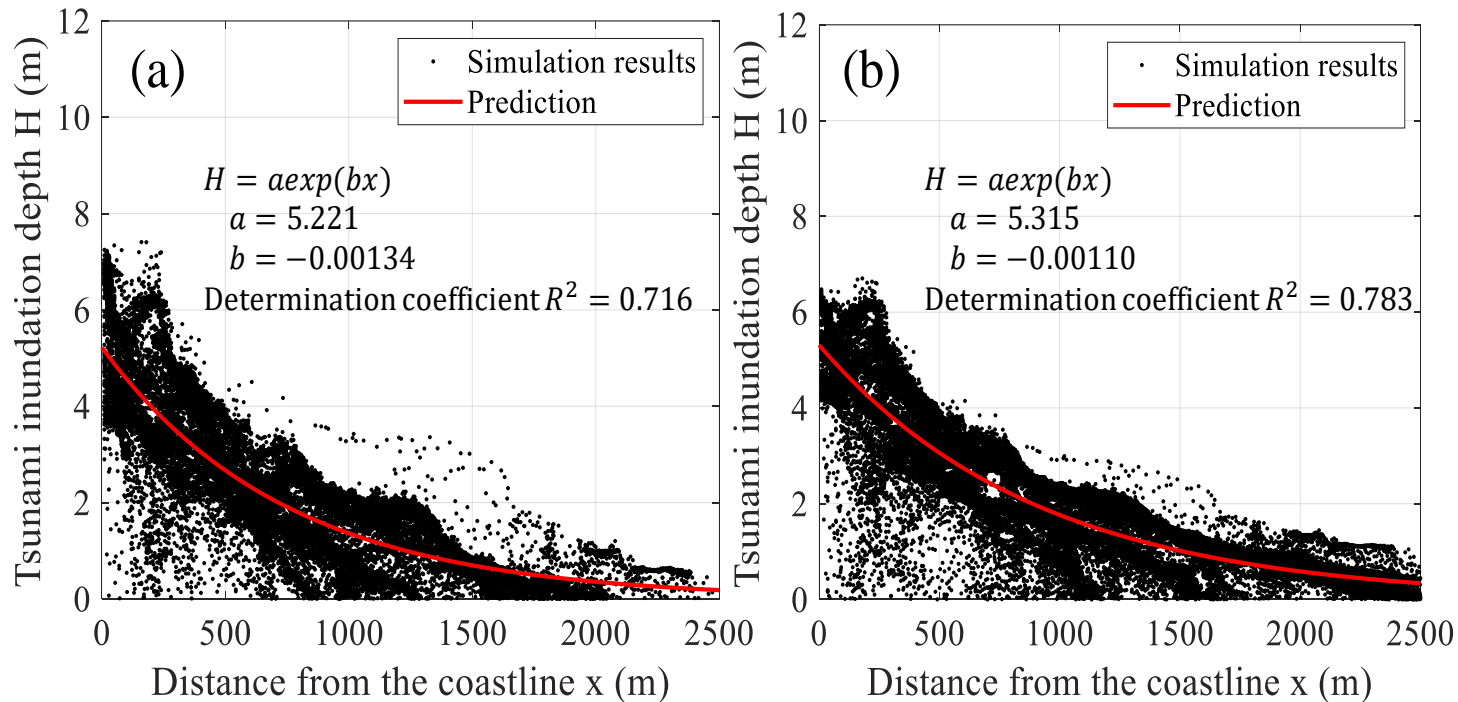 (a)
Simulation results
Prediction
H = aexp(bx)
a = 5.221
b = −0.00134
Determination coefficient R² = 0.716
Tsunami inundation depth H (m)
12
10
8
6
4
2
0
0 500 1000 1500 2000 2500
Distance from the coastline x (m)
(b)
Simulation results
Prediction
H = aexp(bx)
a = 5.315
b = −0.00110
Determination coefficient R² = 0.783
Tsunami inundation depth H (m)
12
10
8
6
4
2
0
0 500 1000 1500 2000 2500
Distance from the coastline x (m)